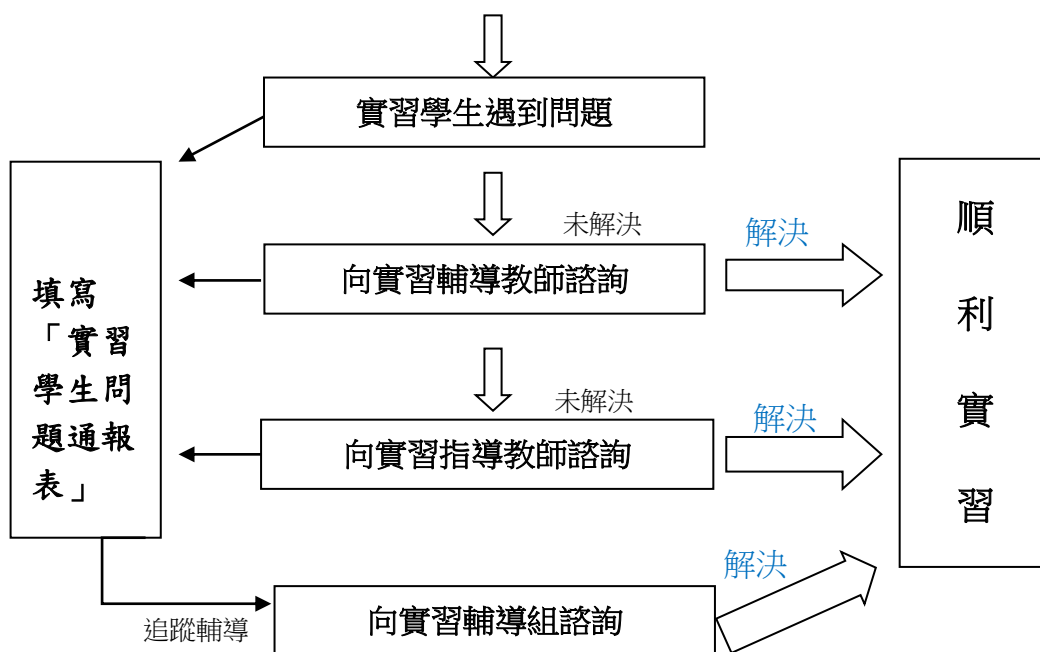 實習學生遇到問題
未解決
解決
向實習輔導教師諮詢
填寫
「實習
學生問
題通報
表」
順
利
實
習
未解決
解決
向實習指導教師諮詢
解決
向實習輔導組諮詢
追蹤輔導